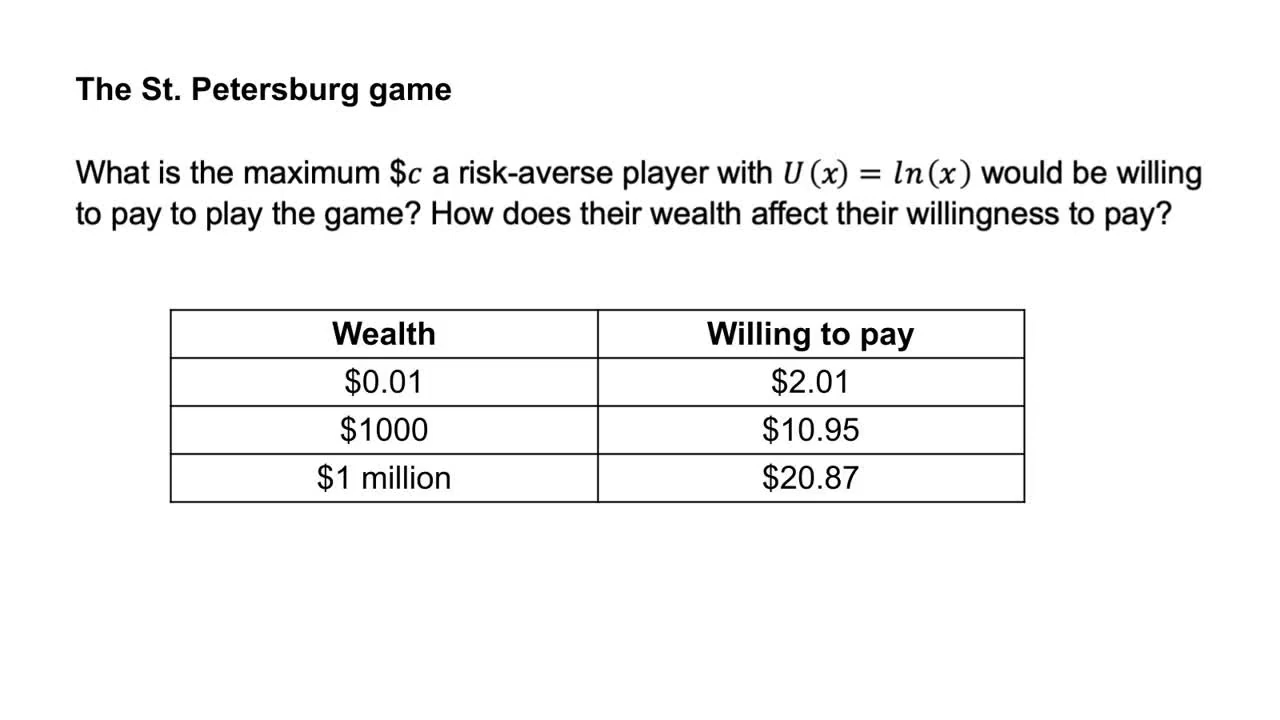 The St. Petersburg game
What is the maximum $c a risk-averse player with U (x) = ln(x) would be willing
to pay to play the game? How does their wealth affect their willingness to pay?
Wealth Willing to pay
$0.01 $2.01
$1000 $10.95
$1 million $20.87